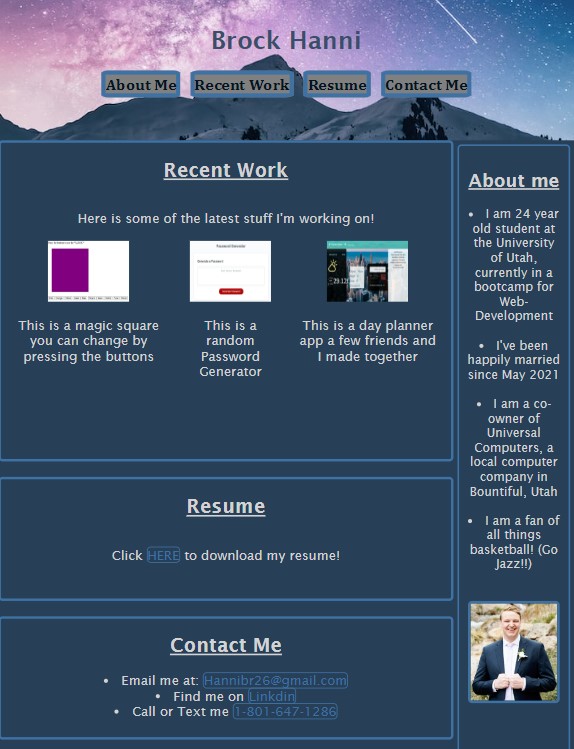 Brock Hanni
About Me
Recent Work
Resume
Contact Me
Recent Work
Here is some of the latest stuff I'm working on!
This is a magic square
you can change by
pressing the buttons
This is a
random
Password
Generator
This is a day planner
app a few friends and
I made together
Resume
Click HERE to download my resume!
Contact Me
• Email me at: Hannibr26@gmail.com
• Find me on Linkdin
• Call or Text me 1-801-647-1286
About me
• I am 24 year
old student at
the University
of Utah,
currently in a
bootcamp for
Web-
Development
• I've been
happily married
since May 2021
• I am a co-
owner of
Universal
Computers, a
local computer
company in
Bountiful, Utah
• I am a fan of
all things
basketball! (Go
Jazz!!)